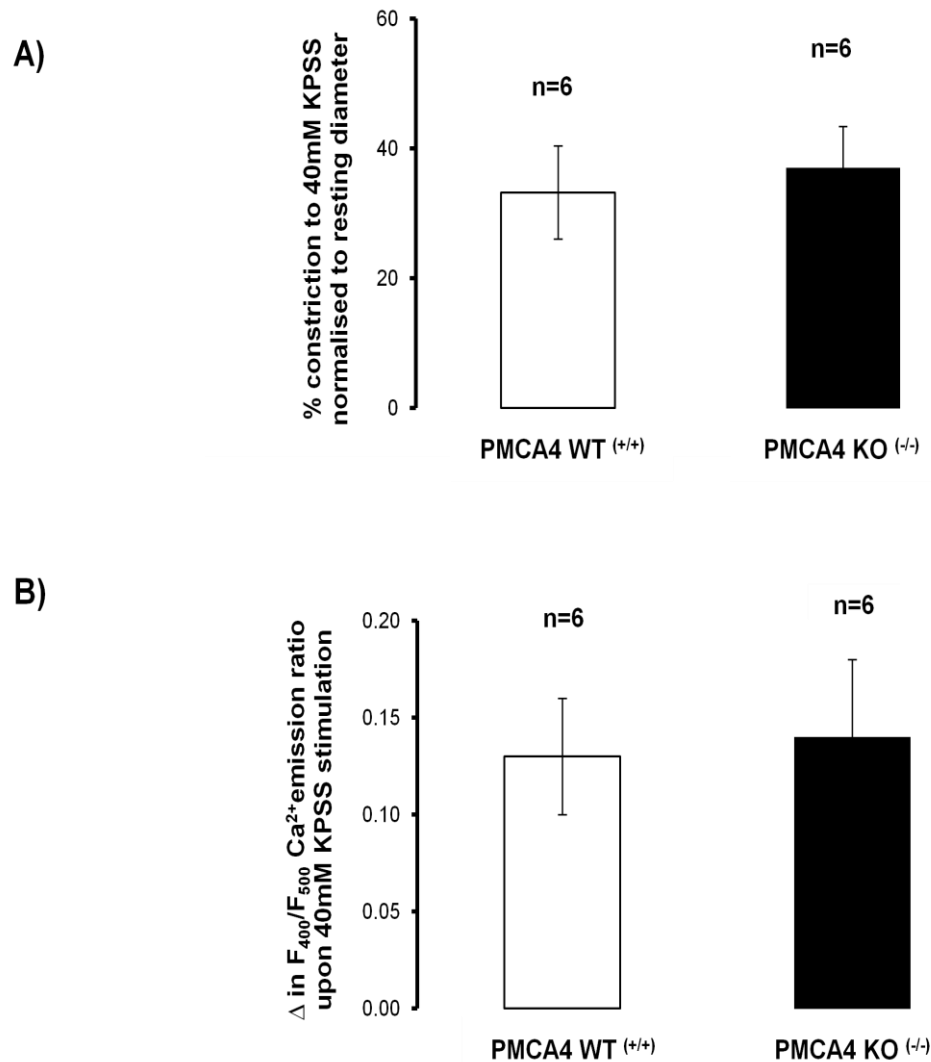 A)
% constriction to 40mM KPSS
normalised to resting diameter
60
40
20
0
n=6
n=6
PMCA4 WT (+/+)
PMCA4 KO (-/-)
B)
Δ in F400/F500 Ca2+emission ratio
upon 40mM KPSS stimulation
0.20
0.15
0.10
0.05
0.00
n=6
n=6
PMCA4 WT (+/+)
PMCA4 KO (-/-)